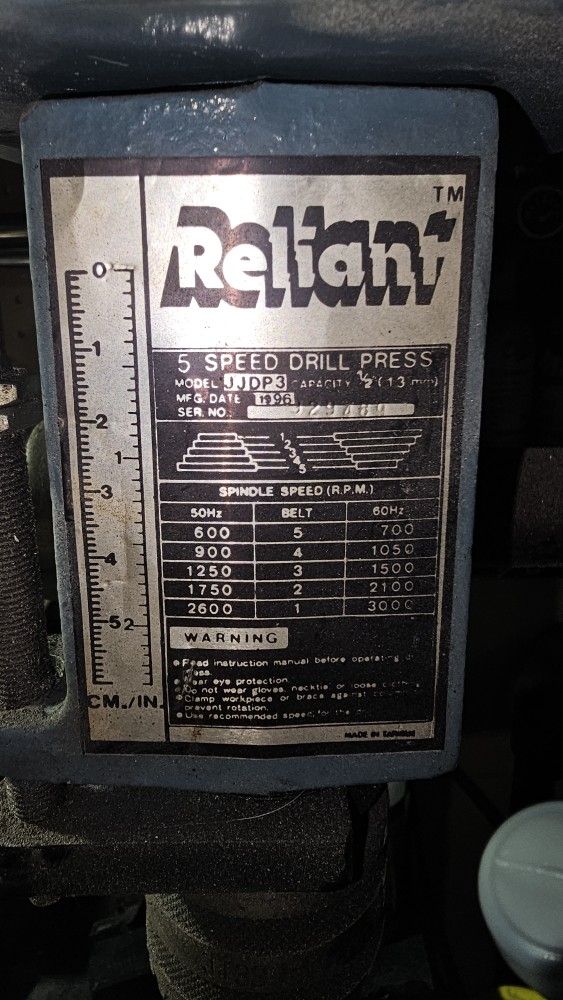 TM
Reliant
5 SPEED DRILL PRESS
MODEL JJDP3 CAPACITY 1/2 (13 mm)
MFG. DATE 1996
SER. NO.
1
2
3
4
5
SPINDLE SPEED (R.P.M.)
50Hz BELT 60Hz
600 5 700
900 4 1050
1250 3 1500
1750 2 2100
2600 1 3000
WARNING
Read instruction manual before operating
Wear eye protection.
Do not wear gloves, necktie or loose
Clamp workpiece or brace against
prevent rotation.
Use recommended speed for the
MADE IN TAIWAN
0
1
2
1
3
4
5 2
CM./IN.